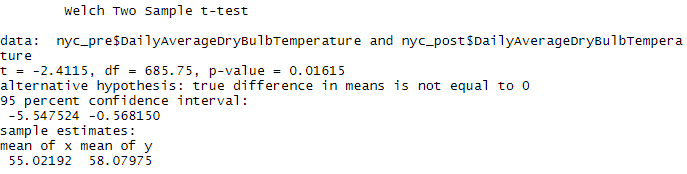 Welch Two Sample t-test
data:  nyc_pre$DailyAverageDryBulbTemperature and nyc_post$DailyAverageDryBulbTempera
ture
t = -2.4115, df = 685.75, p-value = 0.01615
alternative hypothesis: true difference in means is not equal to 0
95 percent confidence interval:
 -5.547524 -0.568150
sample estimates:
mean of x mean of y
 55.02192  58.07975